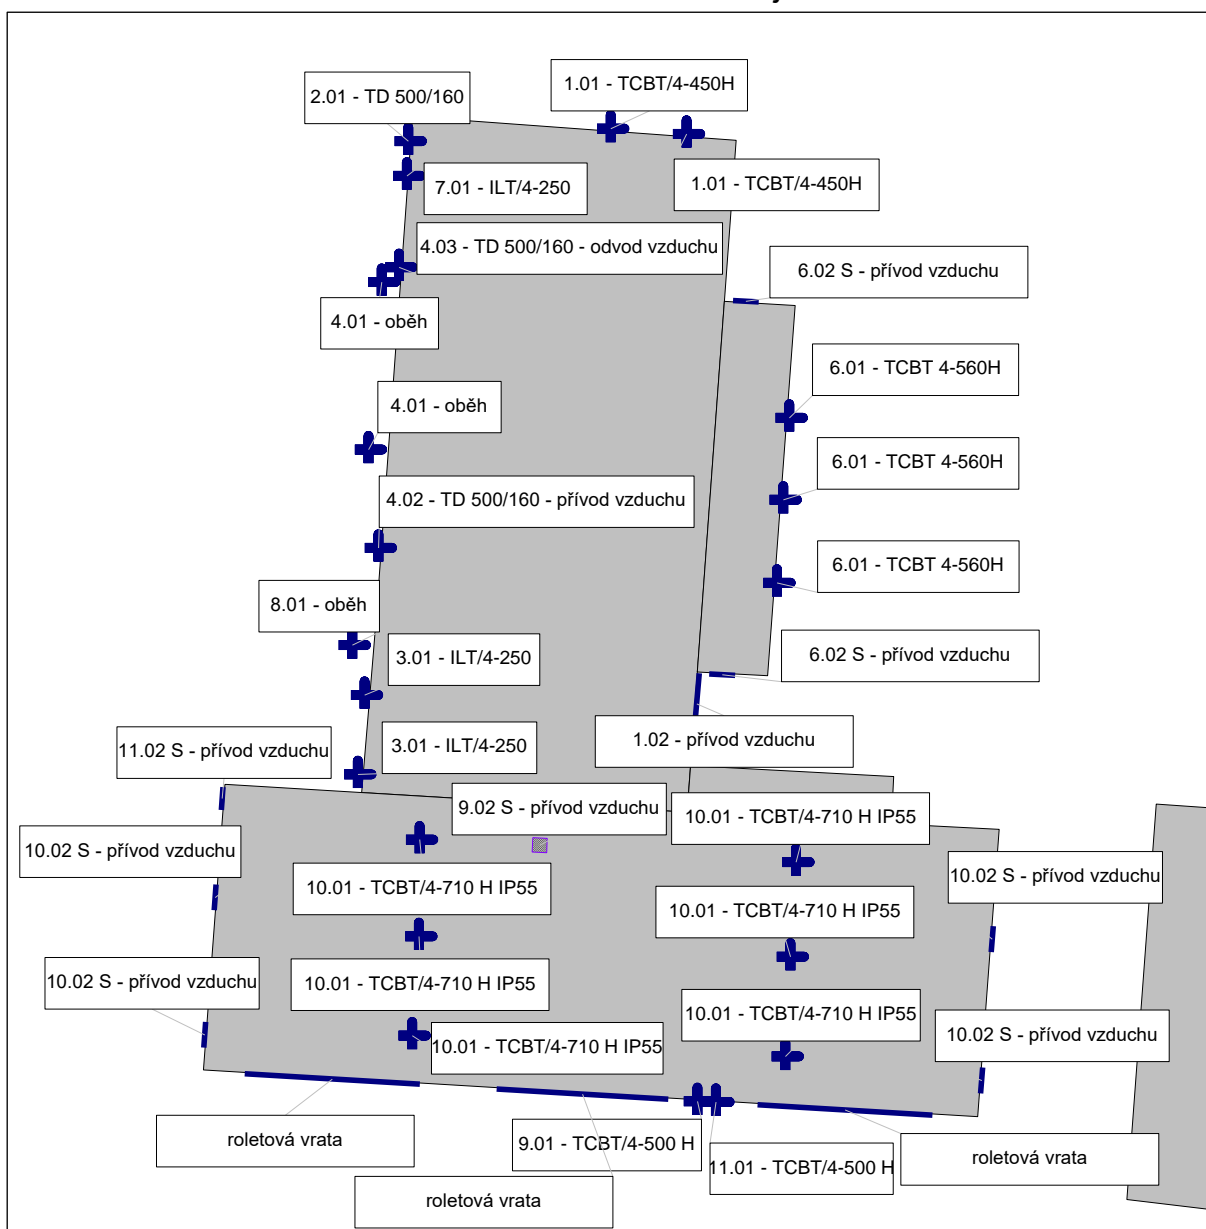 1.01 - TCBT/4-450H
2.01 - TD 500/160
7.01 - ILT/4-250
1.01 - TCBT/4-450H
4.03 - TD 500/160 - odvod vzduchu
6.02 S - přívod vzduchu
4.01 - oběh
6.01 - TCBT 4-560H
4.01 - oběh
6.01 - TCBT 4-560H
4.02 - TD 500/160 - přívod vzduchu
6.01 - TCBT 4-560H
8.01 - oběh
3.01 - ILT/4-250
6.02 S - přívod vzduchu
1.02 - přívod vzduchu
11.02 S - přívod vzduchu
3.01 - ILT/4-250
9.02 S - přívod vzduchu
10.01 - TCBT/4-710 H IP55
10.02 S - přívod vzduchu
10.02 S - přívod vzduchu
10.01 - TCBT/4-710 H IP55
10.01 - TCBT/4-710 H IP55
10.02 S - přívod vzduchu
10.01 - TCBT/4-710 H IP55
10.01 - TCBT/4-710 H IP55
10.02 S - přívod vzduchu
10.01 - TCBT/4-710 H IP55
roletová vrata
9.01 - TCBT/4-500 H
11.01 - TCBT/4-500 H
roletová vrata
roletová vrata